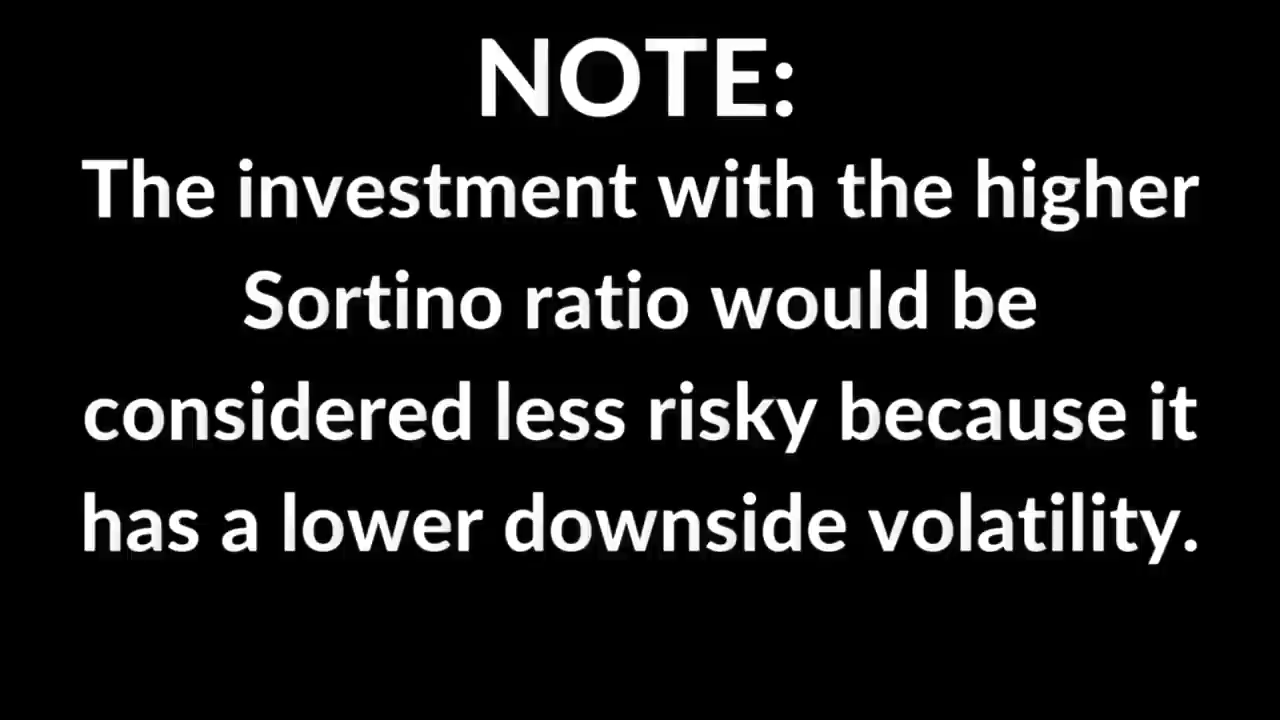 NOTE:
The investment with the higher
Sortino ratio would be
considered less risky because it
has a lower downside volatility.